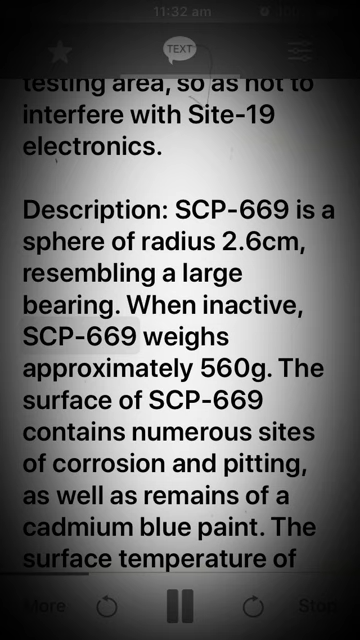 11:32 am
TEXT
testing area, so as not to
interfere with Site-19
electronics.
Description: SCP-669 is a
sphere of radius 2.6cm,
resembling a large
bearing. When inactive,
SCP-669 weighs
approximately 560g. The
surface of SCP-669
contains numerous sites
of corrosion and pitting,
as well as remains of a
cadmium blue paint. The
surface temperature of
More
Stop